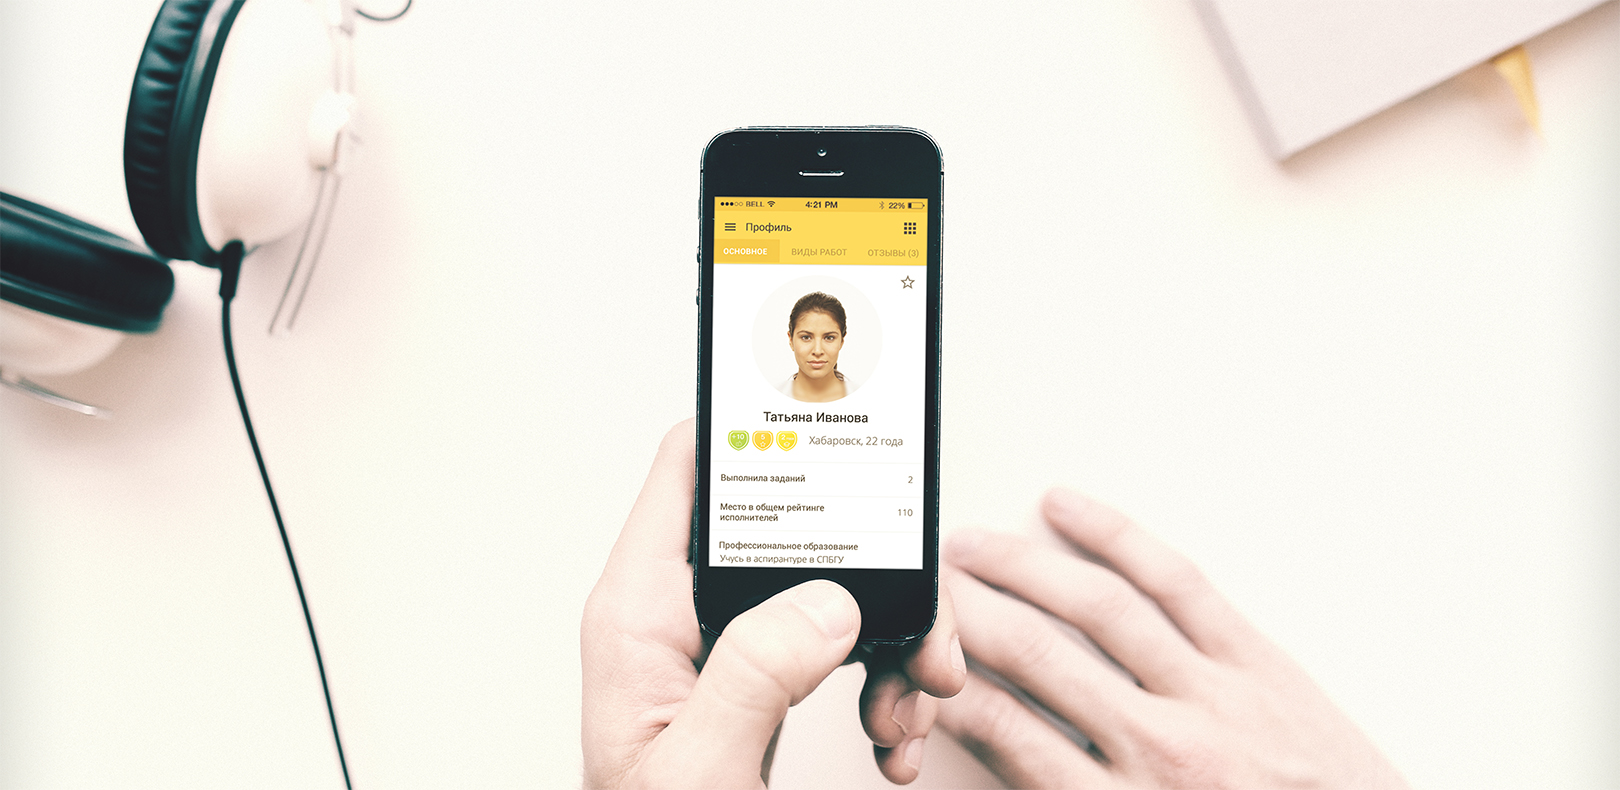 BELL 4:21 PM 22%
Профиль
ОСНОВНОЕ ВИДЫ РАБОТ ОТЗЫВЫ (3)
Татьяна Иванова
+10 5 Хабаровск, 22 года
Выполнила заданий 2
Место в общем рейтинге
исполнителей 110
Профессиональное образование
Учусь в аспирантуре в СПБГУ